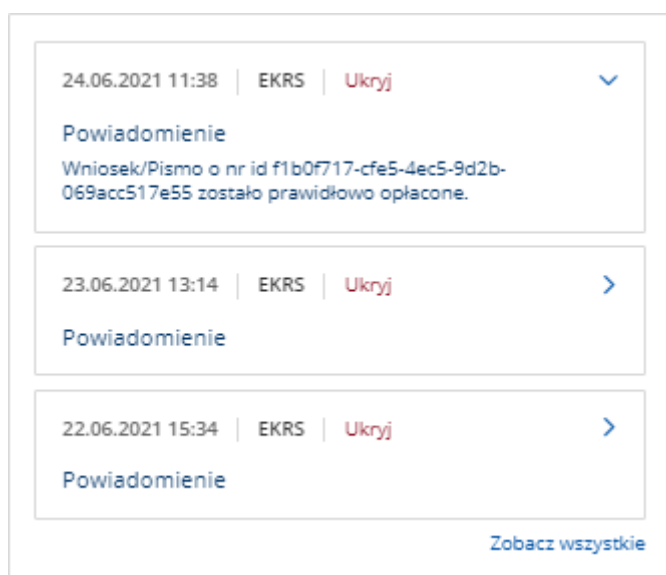 24.06.2021 11:38 | EKRS | Ukryj
Powiadomienie
Wniosek/Pismo o nr id f1b0f717-cfe5-4ec5-9d2b-
069acc517e55 zostało prawidłowo opłacone.
23.06.2021 13:14 | EKRS | Ukryj
Powiadomienie
22.06.2021 15:34 | EKRS | Ukryj
Powiadomienie
Zobacz wszystkie